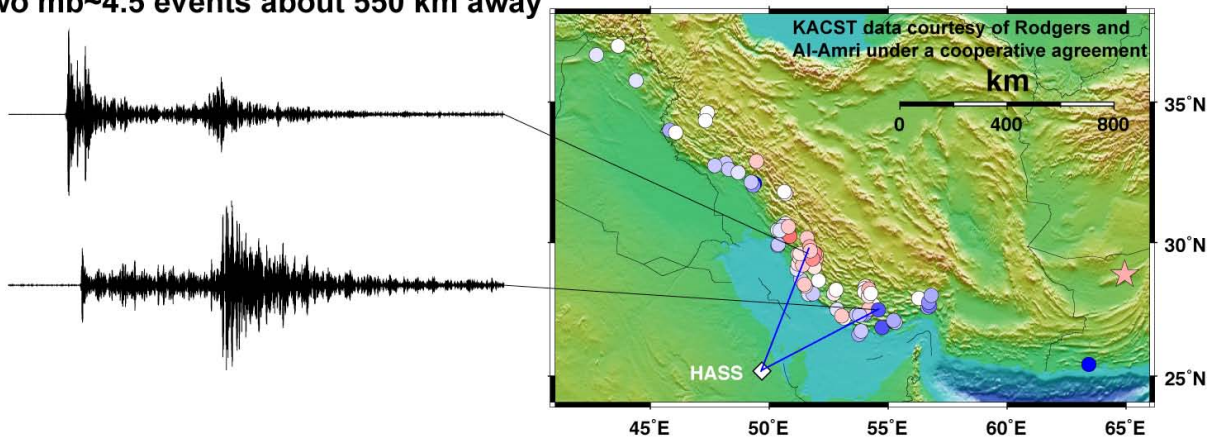 wo mb~4.5 events about 550 km away
KACST data courtesy of Rodgers and
Al-Amri under a cooperative agreement
km
0 400 800
35°N
30°N
25°N
HASS
45°E 50°E 55°E 60°E 65°E